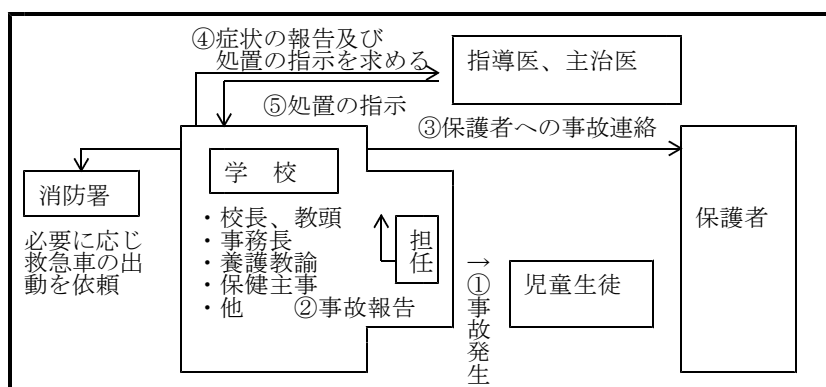 ④症状の報告及び
処置の指示を求める
指導医、主治医
⑤処置の指示
③保護者への事故連絡
消防署
必要に応じ
救急車の出
動を依頼
学　校
・校長、教頭
・事務長
・養護教諭
・保健主事
・他　　②事故報告
担任
→①事故発生
児童生徒
保護者